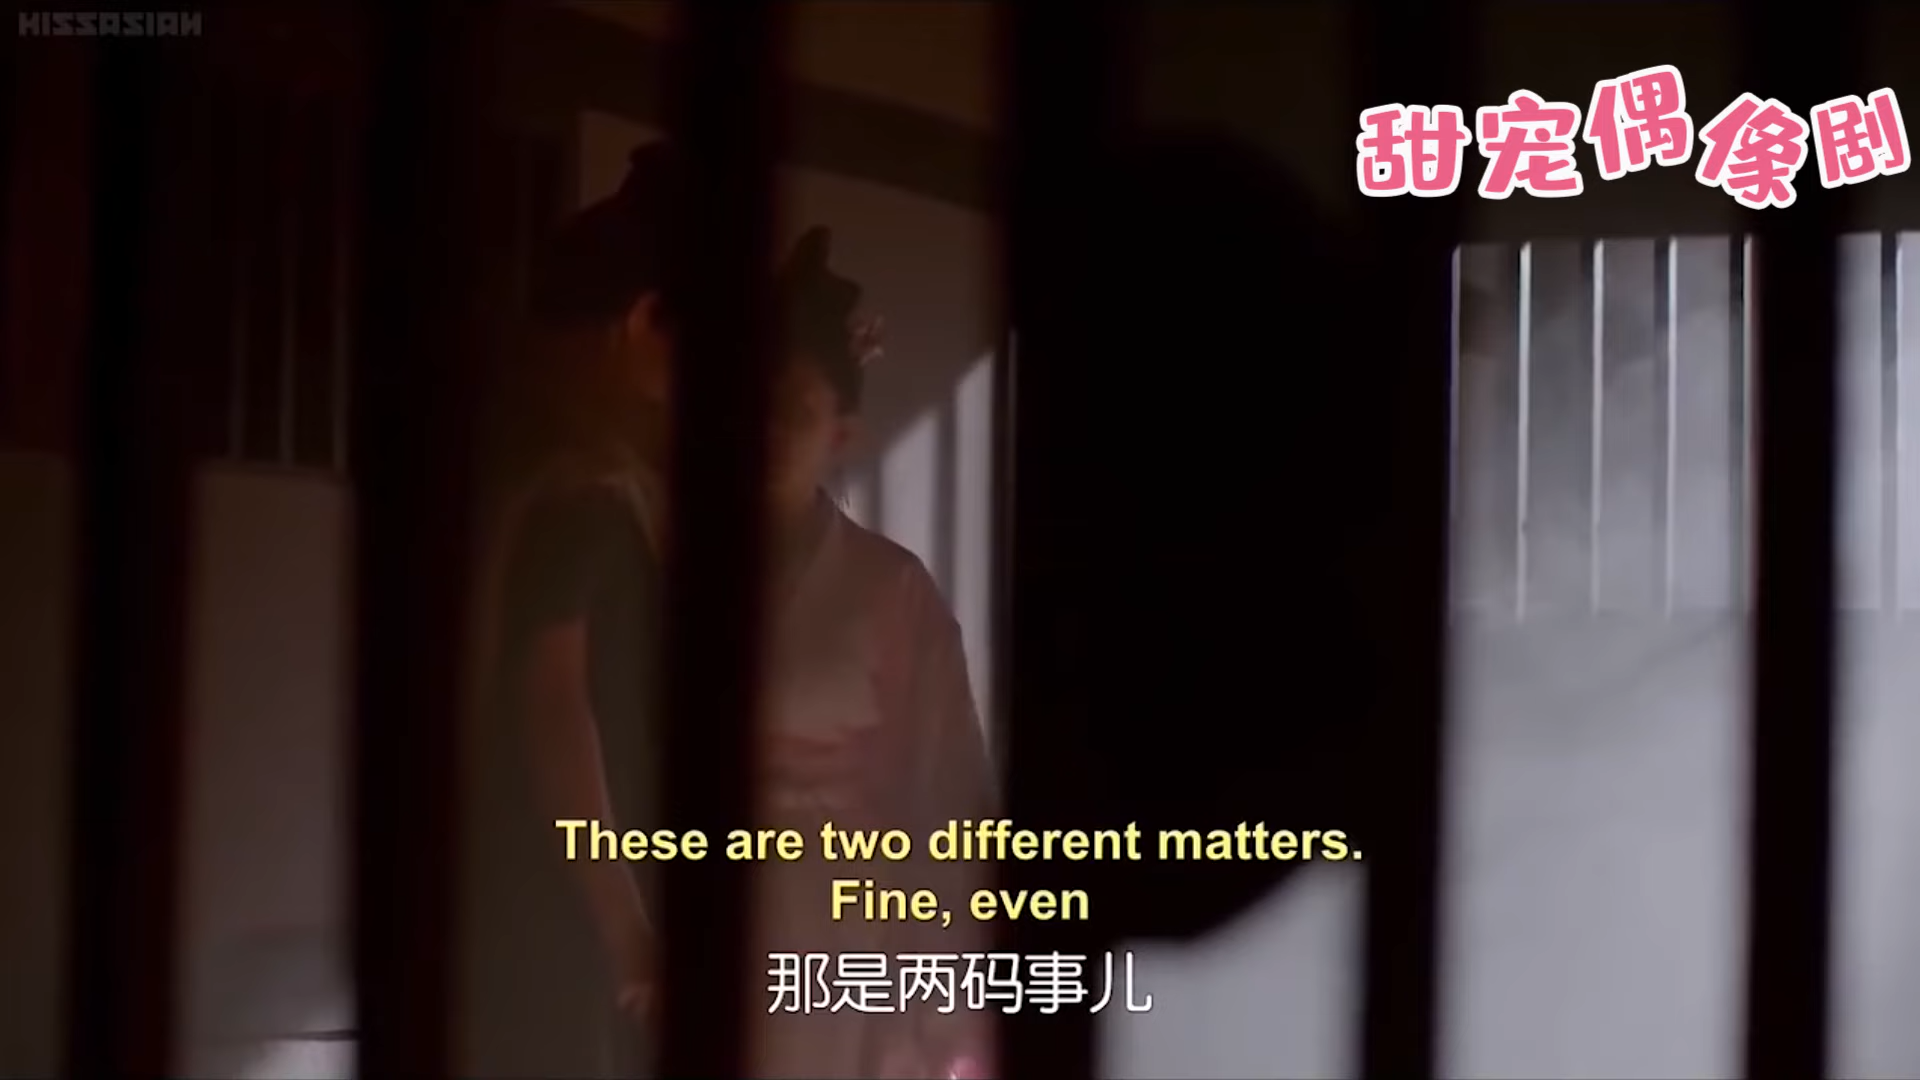 KISSASIAN
甜宠偶像剧
These are two different matters.
Fine, even
那是两码事儿